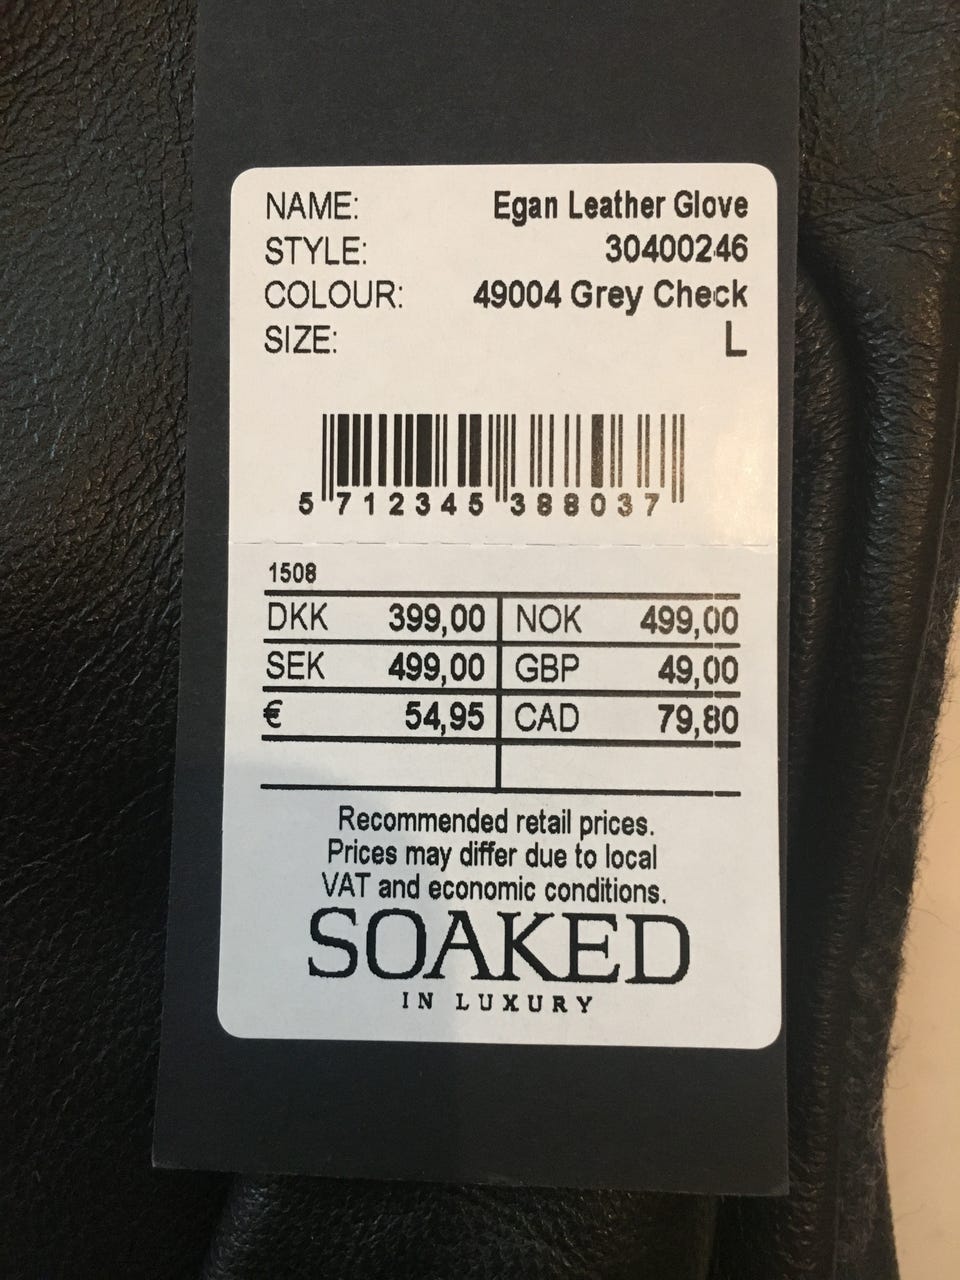 NAME: Egan Leather Glove
STYLE: 30400246
COLOUR: 49004 Grey Check
SIZE: L
5 712345 388037
1508
DKK 399,00 NOK 499,00
SEK 499,00 GBP 49,00
€ 54,95 CAD 79,80
Recommended retail prices.
Prices may differ due to local
VAT and economic conditions.
SOAKED
IN LUXURY